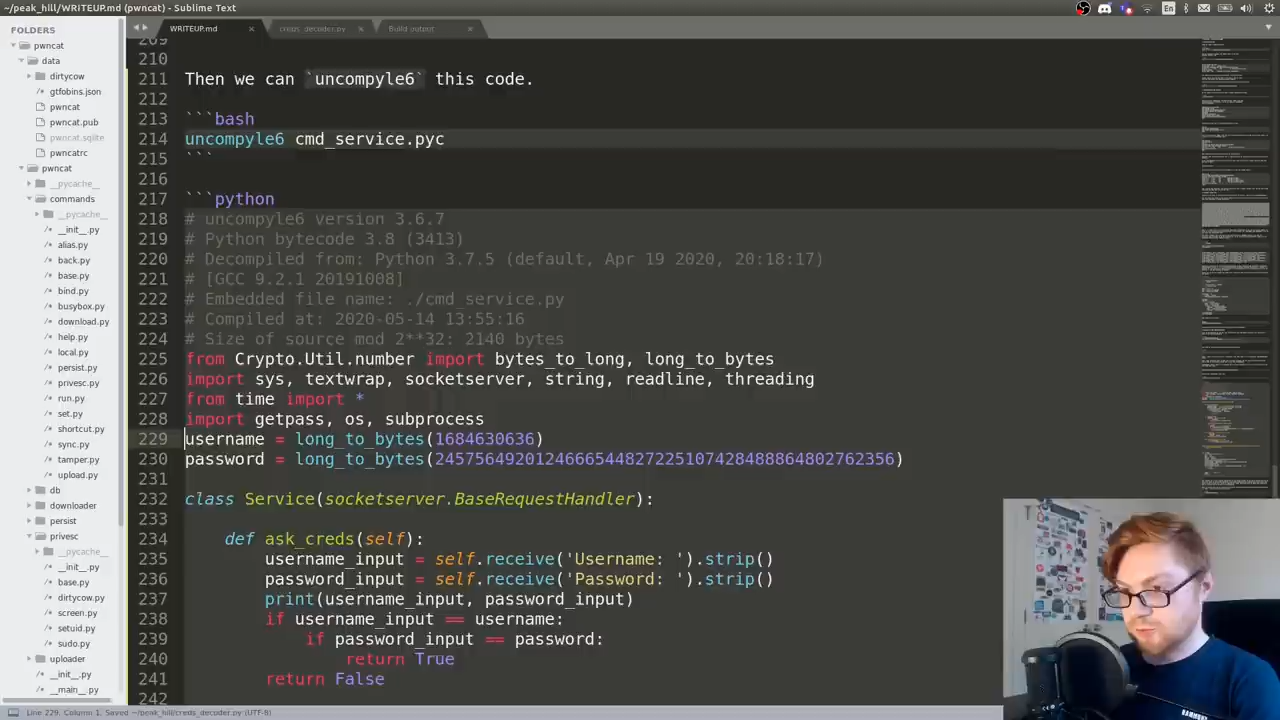 ~/peak_hill/WRITEUP.md (pwncat) - Sublime Text
En
FOLDERS
pwncat
data
dirtycow
gtfobins.json
pwncat
pwncat.pub
pwncat.sqlite
pwncatrc
pwncat
__pycache__
commands
__pycache__
__init__.py
alias.py
back.py
base.py
bind.py
busybox.py
download.py
help.py
local.py
persist.py
privesc.py
run.py
set.py
shortcut.py
sync.py
tamper.py
upload.py
db
downloader
persist
privesc
__pycache__
__init__.py
base.py
dirtycow.py
screen.py
setuid.py
sudo.py
uploader
__init__.py
__main__.py
WRITEUP.md
creds_decoder.py
Build output
209
210
211 Then we can `uncompyle6` this code.
212
213 ```bash
214 uncompyle6 cmd_service.pyc
215 ```
216
217 ```python
218 # uncompyle6 version 3.6.7
219 # Python bytecode 3.8 (3413)
220 # Decompiled from: Python 3.7.5 (default, Apr 19 2020, 20:18:17)
221 # [GCC 9.2.1 20191008]
222 # Embedded file name: ./cmd_service.py
223 # Compiled at: 2020-05-14 13:55:16
224 # Size of source mod 2**32: 2140 bytes
225 from Crypto.Util.number import bytes_to_long, long_to_bytes
226 import sys, textwrap, socketserver, string, readline, threading
227 from time import *
228 import getpass, os, subprocess
229 username = long_to_bytes(1684630636)
230 password = long_to_bytes(2457564920124666544827225107428488864802762356)
231
232 class Service(socketserver.BaseRequestHandler):
233
234 def ask_creds(self):
235 username_input = self.receive('Username: ').strip()
236 password_input = self.receive('Password: ').strip()
237 print(username_input, password_input)
238 if username_input == username:
239 if password_input == password:
240 return True
241 return False
242
Line 229, Column 1; Saved ~/peak_hill/creds_decoder.py (UTF-8)